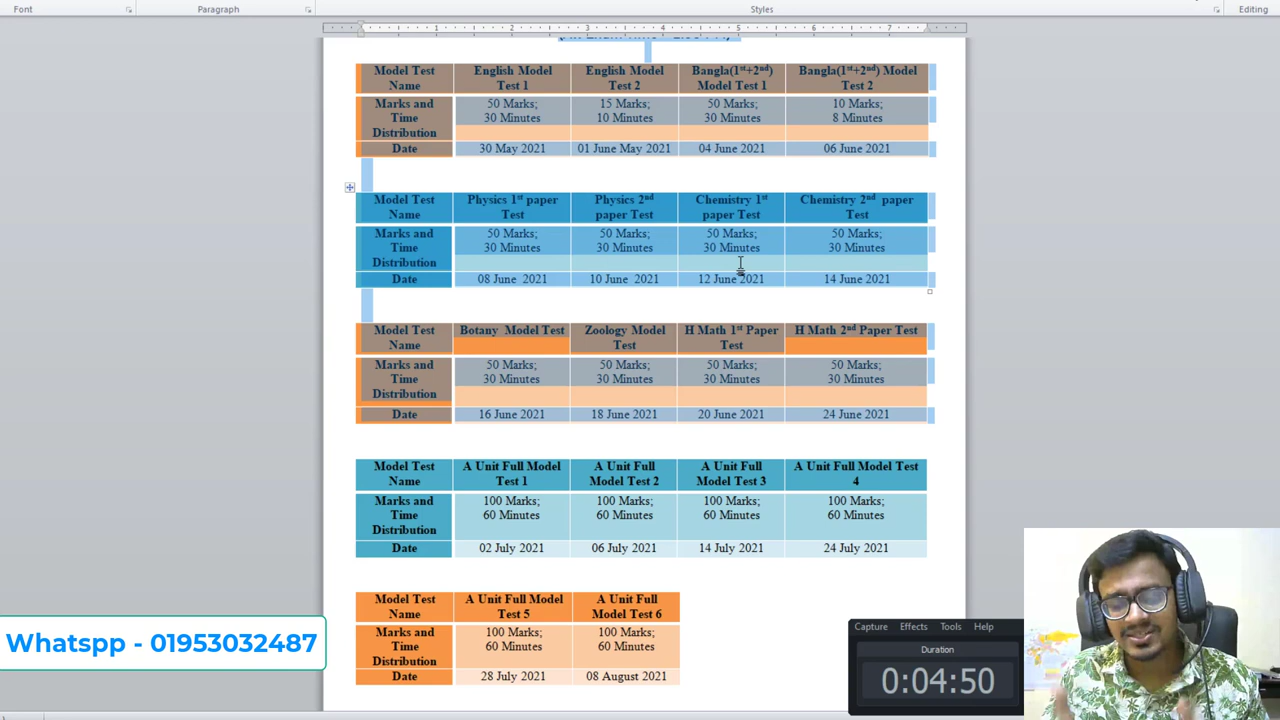 Font Paragraph Styles Editing
1 2 3 4 5 6 7
Model Test Name English Model Test 1 English Model Test 2 Bangla(1st+2nd) Model Test 1 Bangla(1st+2nd) Model Test 2
Marks and Time Distribution 50 Marks; 30 Minutes 15 Marks; 10 Minutes 50 Marks; 30 Minutes 10 Marks; 8 Minutes
Date 30 May 2021 01 June May 2021 04 June 2021 06 June 2021
Model Test Name Physics 1st paper Test Physics 2nd paper Test Chemistry 1st paper Test Chemistry 2nd paper Test
Marks and Time Distribution 50 Marks; 30 Minutes 50 Marks; 30 Minutes 50 Marks; 30 Minutes 50 Marks; 30 Minutes
Date 08 June 2021 10 June 2021 12 June 2021 14 June 2021
Model Test Name Botany Model Test Zoology Model Test H Math 1st Paper Test H Math 2nd Paper Test
Marks and Time Distribution 50 Marks; 30 Minutes 50 Marks; 30 Minutes 50 Marks; 30 Minutes 50 Marks; 30 Minutes
Date 16 June 2021 18 June 2021 20 June 2021 24 June 2021
Model Test Name A Unit Full Model Test 1 A Unit Full Model Test 2 A Unit Full Model Test 3 A Unit Full Model Test 4
Marks and Time Distribution 100 Marks; 60 Minutes 100 Marks; 60 Minutes 100 Marks; 60 Minutes 100 Marks; 60 Minutes
Date 02 July 2021 06 July 2021 14 July 2021 24 July 2021
Model Test Name A Unit Full Model Test 5 A Unit Full Model Test 6
Marks and Time Distribution 100 Marks; 60 Minutes 100 Marks; 60 Minutes
Date 28 July 2021 08 August 2021
Whatspp - 01953032487
Capture Effects Tools Help
Duration
0:04:50